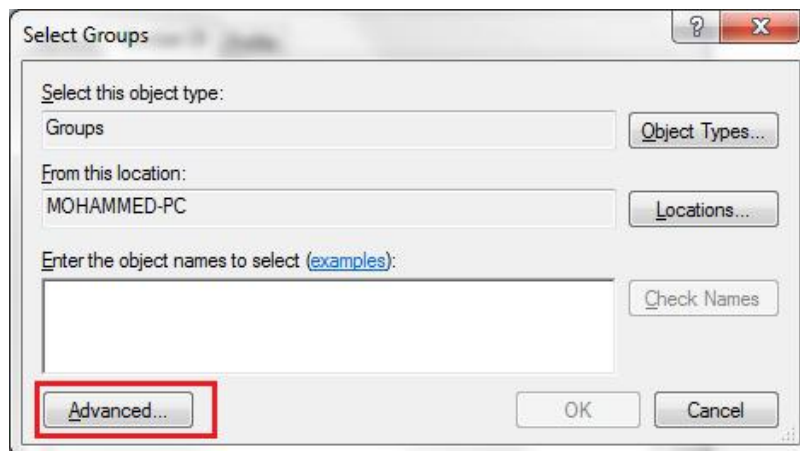 Select Groups
?
X
Select this object type:
Groups
Object Types...
From this location:
MOHAMMED-PC
Locations...
Enter the object names to select (examples):
Check Names
Advanced...
OK
Cancel